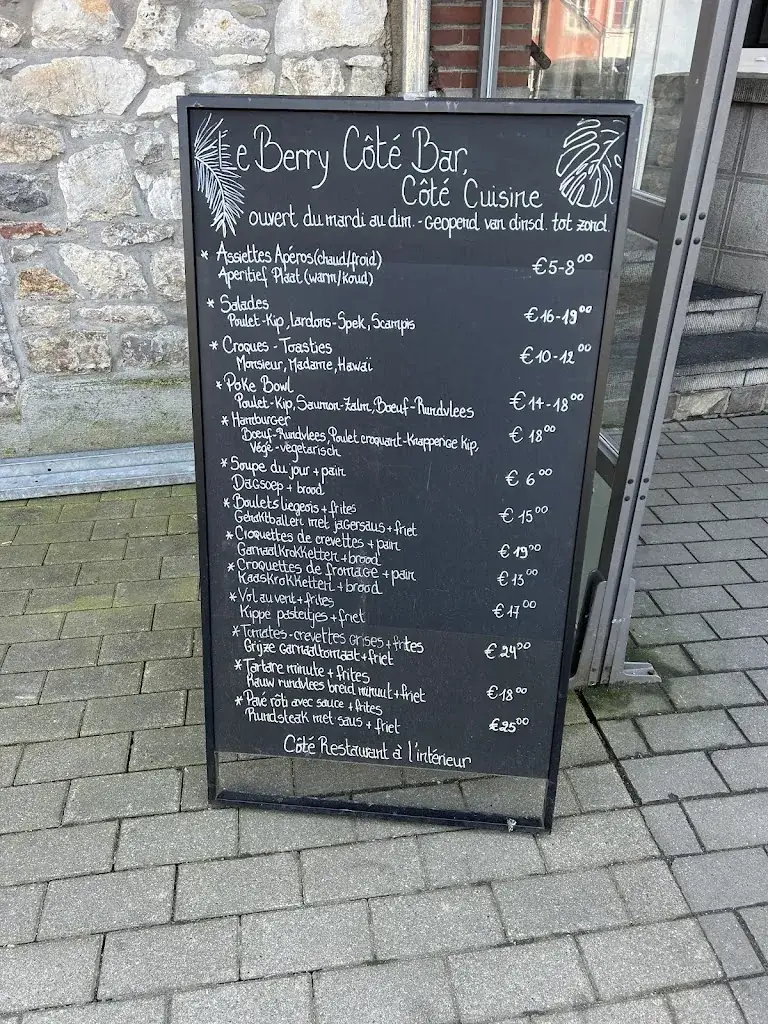 Le Berry Côté Bar,
Côté Cuisine
ouvert du mardi au dim. - Geopend van dinsd. tot zond.
* Assiettes Apéros (chaud/froid) €5-8⁰⁰
Aperitief Plaat (warm/koud)
* Salades €16-19⁰⁰
Poulet-Kip, lardons-Spek, Scampis
* Croques - Toasties €10-12⁰⁰
Monsieur, Madame, Hawaï
* Poke Bowl €14-18⁰⁰
Poulet-Kip, Saumon-Zalm, Boeuf-Rundvlees
* Hamburger €18⁰⁰
Boeuf-Rundvlees, Poulet croquant-Knapperige kip,
Végé-vegetarisch
* Soupe du jour + pain €6⁰⁰
Dagsoep + brood
* Boulets liégeois + frites €15⁰⁰
Gehaktballen met jagersaus + friet
* Croquettes de crevettes + pain €19⁰⁰
Garnaalkrokketten + brood
* Croquettes de fromage + pain €13⁰⁰
Kaaskrokketten + brood
* Vol au vent + frites €17⁰⁰
Kippe pasteitjes + friet
* Tomates-crevettes grises + frites €24⁰⁰
Grijze garnaaltomaat + friet
* Tartare minute + frites €18⁰⁰
Rauw rundvlees breid minuut + friet
* Pavé rôti avec sauce + frites €25⁰⁰
Rundsteak met saus + friet
Côté Restaurant à l'intérieur